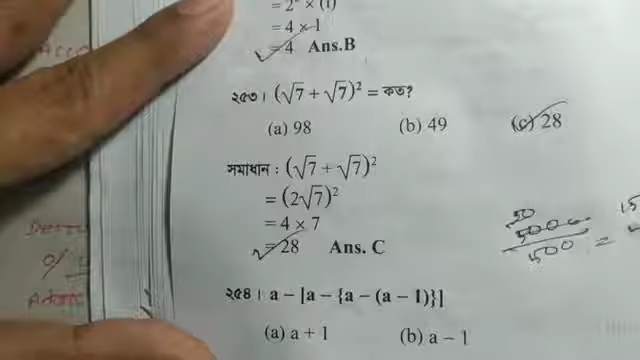 = 4 × 1
= 4 Ans.B
২৫৩। (√7 + √7)² = কত?
(a) 98 (b) 49 (c) 28
সমাধান : (√7 + √7)²
= (2√7)²
= 4 × 7
= 28 Ans. C
২৫৪। a – [a – {a – (a – 1)}]
(a) a + 1 (b) a – 1